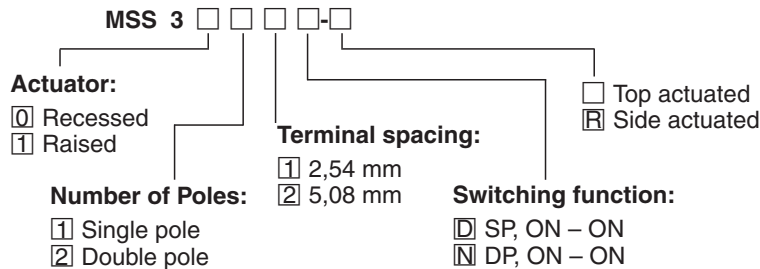 MSS 3 □ □ □ □-□
Actuator:
0 Recessed
1 Raised
□ Top actuated
R Side actuated
Terminal spacing:
1 2,54 mm
2 5,08 mm
Number of Poles:
1 Single pole
2 Double pole
Switching function:
D SP, ON – ON
N DP, ON – ON